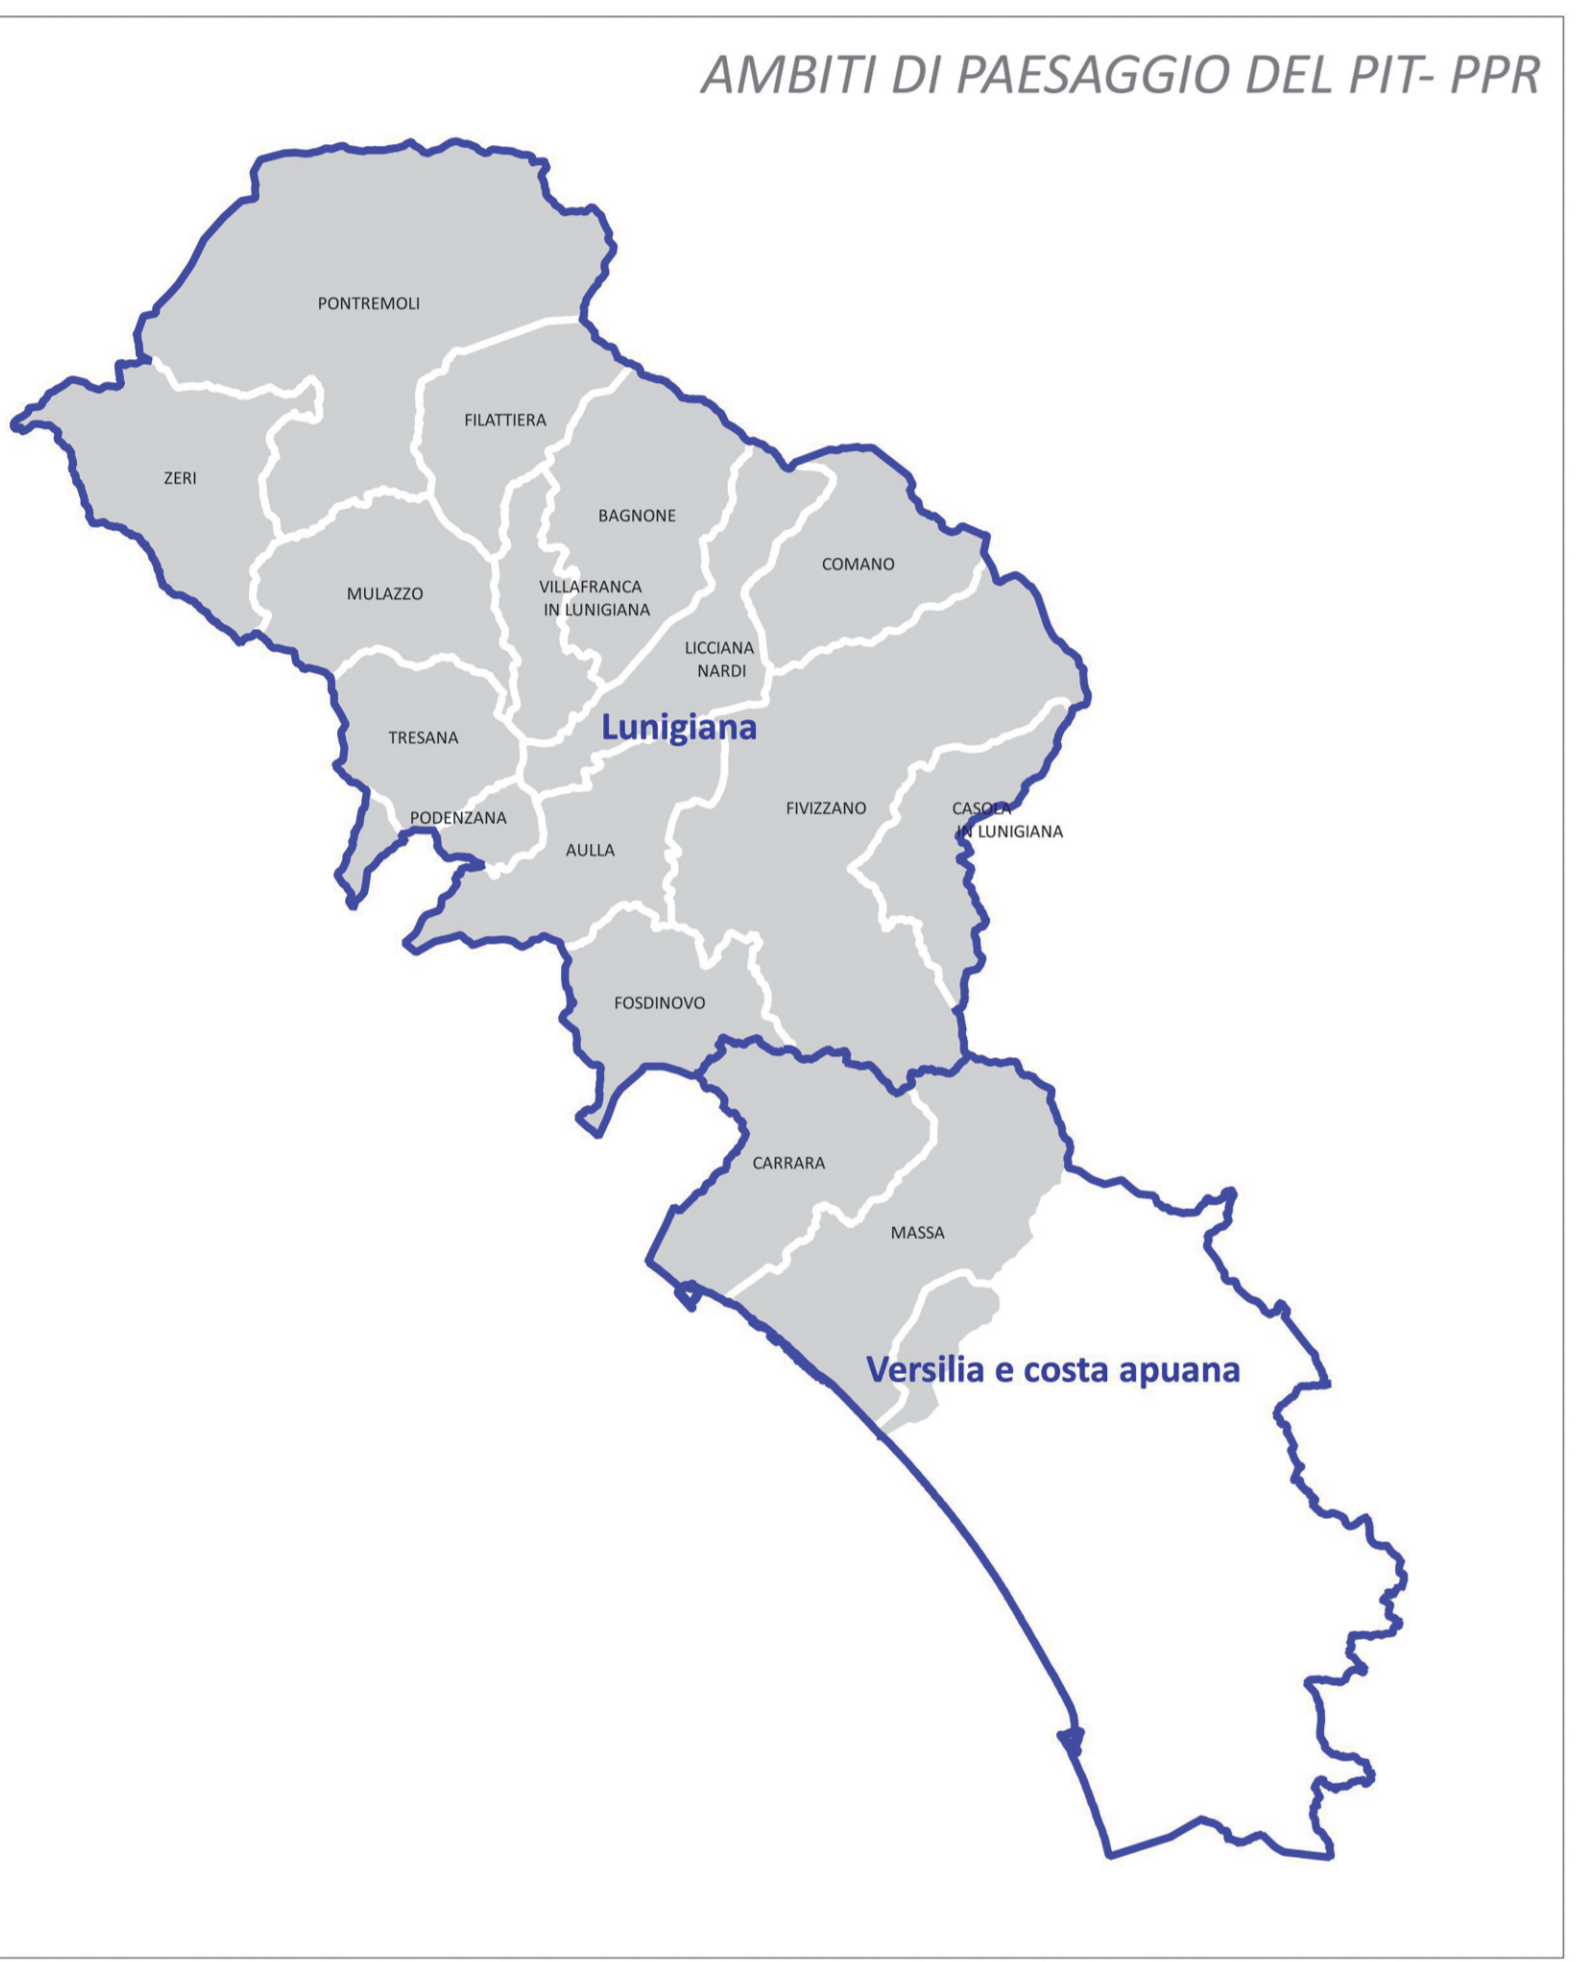 AMBITI DI PAESAGGIO DEL PIT- PPR
PONTREMOLI
FILATTIERA
ZERI
BAGNONE
COMANO
MULAZZO
VILLAFRANCA
IN LUNIGIANA
LICCIANA
NARDI
Lunigiana
TRESANA
PODENZANA
FIVIZZANO
CASOLA
IN LUNIGIANA
AULLA
FOSDINOVO
CARRARA
MASSA
Versilia e costa apuana